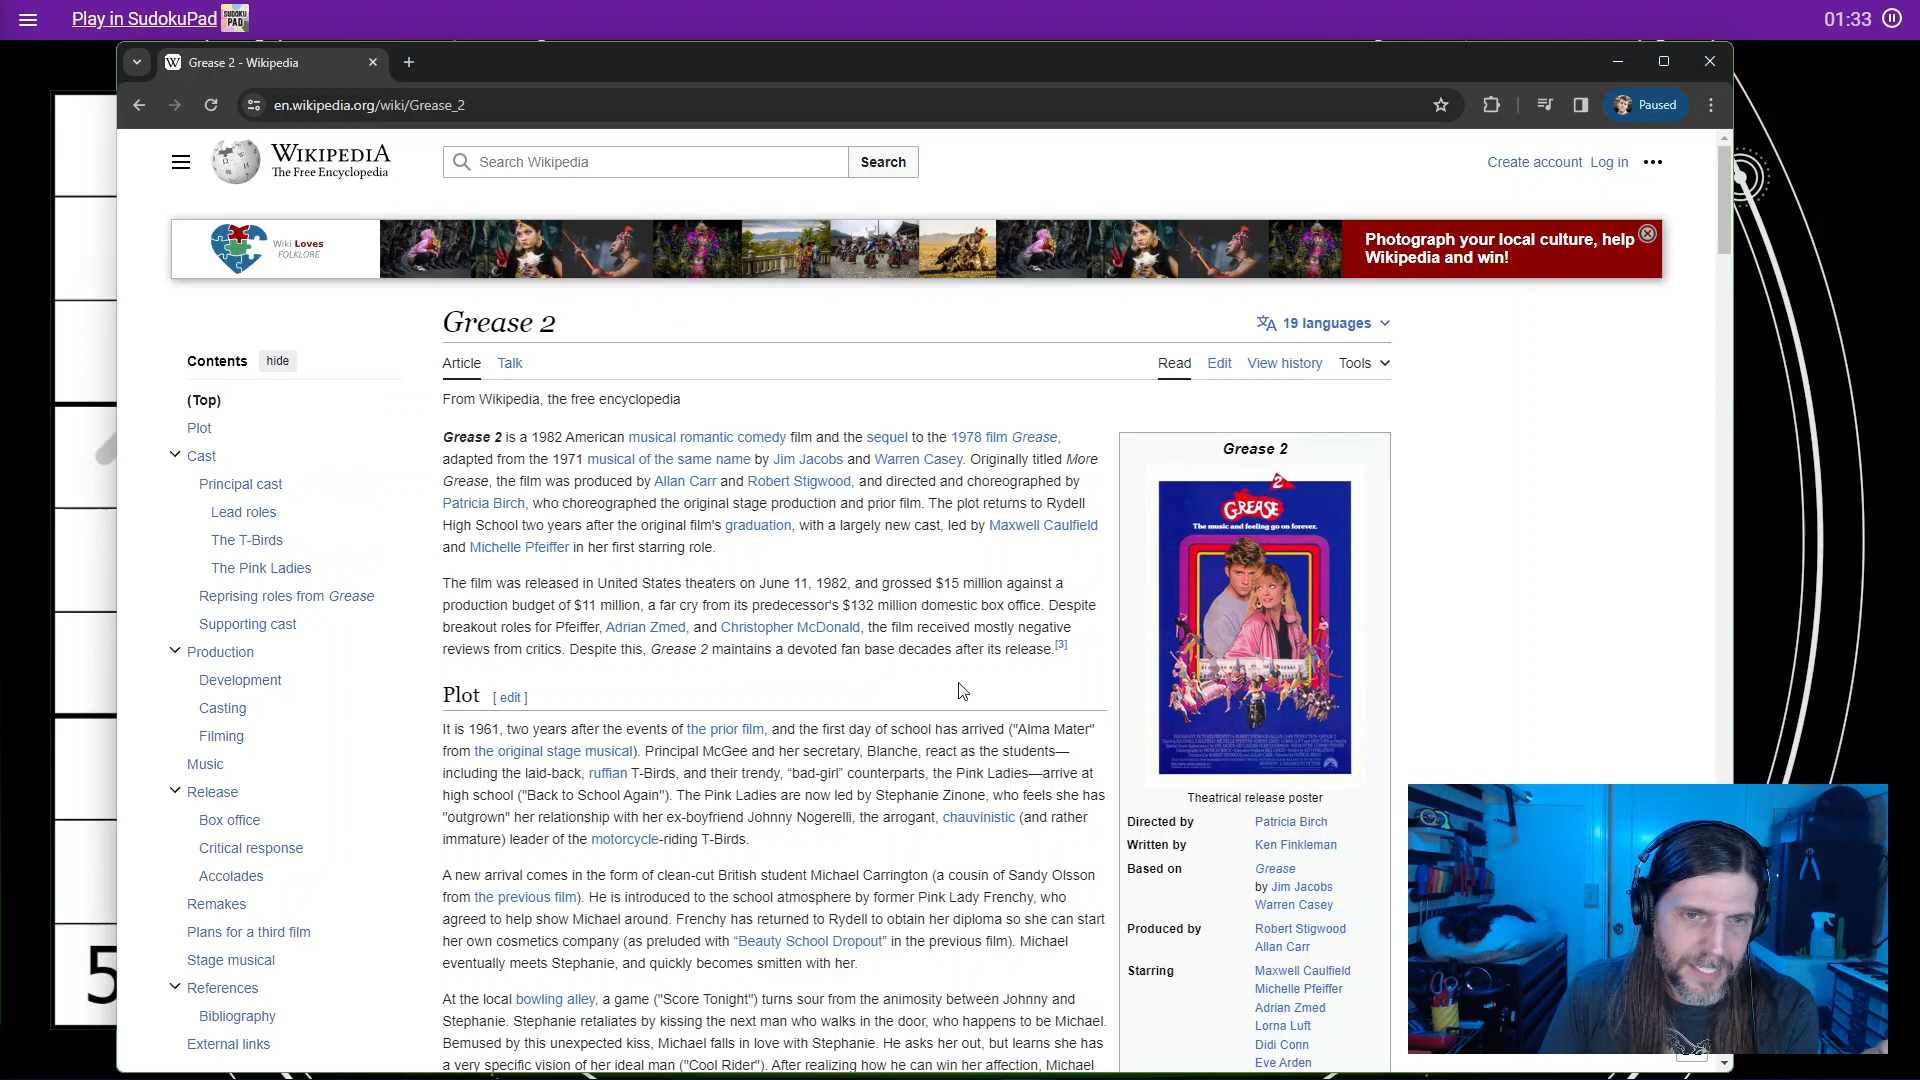 Play in SudokuPad
SUDOKU
PAD
01:33
Grease 2 - Wikipedia
en.wikipedia.org/wiki/Grease_2
Paused
WIKIPEDIA
The Free Encyclopedia
Search Wikipedia
Search
Create account
Log in
Wiki Loves
FOLKLORE
Photograph your local culture, help
Wikipedia and win!
Grease 2
19 languages
Contents
hide
Article
Talk
Read
Edit
View history
Tools
(Top)
Plot
Cast
Principal cast
Lead roles
The T-Birds
The Pink Ladies
Reprising roles from Grease
Supporting cast
Production
Development
Casting
Filming
Music
Release
Box office
Critical response
Accolades
Remakes
Plans for a third film
Stage musical
References
Bibliography
External links
5
From Wikipedia, the free encyclopedia
Grease 2 is a 1982 American musical romantic comedy film and the sequel to the 1978 film Grease,
adapted from the 1971 musical of the same name by Jim Jacobs and Warren Casey. Originally titled More
Grease, the film was produced by Allan Carr and Robert Stigwood, and directed and choreographed by
Patricia Birch, who choreographed the original stage production and prior film. The plot returns to Rydell
High School two years after the original film's graduation, with a largely new cast, led by Maxwell Caulfield
and Michelle Pfeiffer in her first starring role.
The film was released in United States theaters on June 11, 1982, and grossed $15 million against a
production budget of $11 million, a far cry from its predecessor's $132 million domestic box office. Despite
breakout roles for Pfeiffer, Adrian Zmed, and Christopher McDonald, the film received mostly negative
reviews from critics. Despite this, Grease 2 maintains a devoted fan base decades after its release.[3]
Plot [ edit ]
It is 1961, two years after the events of the prior film, and the first day of school has arrived ("Alma Mater"
from the original stage musical). Principal McGee and her secretary, Blanche, react as the students—
including the laid-back, ruffian T-Birds, and their trendy, “bad-girl” counterparts, the Pink Ladies—arrive at
high school ("Back to School Again"). The Pink Ladies are now led by Stephanie Zinone, who feels she has
"outgrown" her relationship with her ex-boyfriend Johnny Nogerelli, the arrogant, chauvinistic (and rather
immature) leader of the motorcycle-riding T-Birds.
A new arrival comes in the form of clean-cut British student Michael Carrington (a cousin of Sandy Olsson
from the previous film). He is introduced to the school atmosphere by former Pink Lady Frenchy, who
agreed to help show Michael around. Frenchy has returned to Rydell to obtain her diploma so she can start
her own cosmetics company (as preluded with “Beauty School Dropout” in the previous film). Michael
eventually meets Stephanie, and quickly becomes smitten with her.
At the local bowling alley, a game ("Score Tonight") turns sour from the animosity between Johnny and
Stephanie. Stephanie retaliates by kissing the next man who walks in the door, who happens to be Michael.
Bemused by this unexpected kiss, Michael falls in love with Stephanie. He asks her out, but learns she has
a very specific vision of her ideal man ("Cool Rider"). After realizing how he can win her affection, Michael
Grease 2
2
GREASE
The music and feeling go on forever.
Theatrical release poster
Directed by Patricia Birch
Written by Ken Finkleman
Based on Grease
by Jim Jacobs
Warren Casey
Produced by Robert Stigwood
Allan Carr
Starring Maxwell Caulfield
Michelle Pfeiffer
Adrian Zmed
Lorna Luft
Didi Conn
Eve Arden